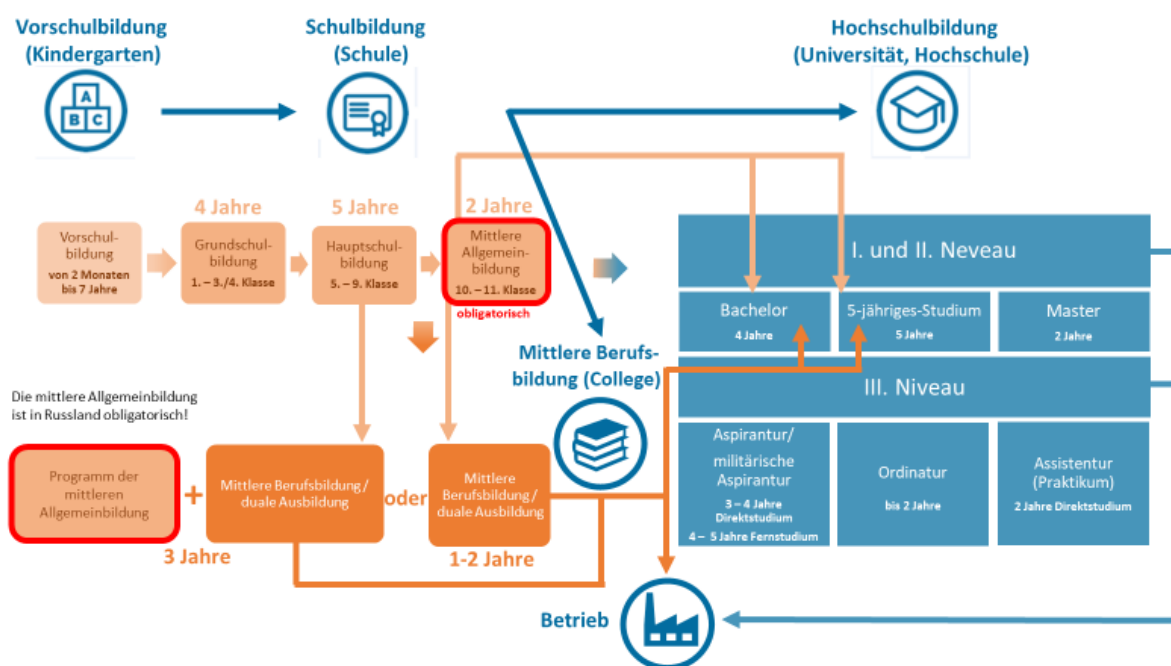 Vorschulbildung
(Kindergarten)
Schulbildung
(Schule)
Hochschulbildung
(Universität, Hochschule)
A
B C
4 Jahre
5 Jahre
2 Jahre
Vorschul-
bildung
von 2 Monaten
bis 7 Jahre
Grundschul-
bildung
1. – 3./4. Klasse
Hauptschul-
bildung
5. – 9. Klasse
Mittlere
Allgemein-
bildung
10. – 11. Klasse
obligatorisch
I. und II. Neveau
Bachelor
4 Jahre
5-jähriges-Studium
5 Jahre
Master
2 Jahre
Mittlere Berufs-
bildung (College)
III. Niveau
Die mittlere Allgemeinbildung
ist in Russland obligatorisch!
Programm der
mittleren
Allgemeinbildung
+
Mittlere Berufsbildung /
duale Ausbildung
oder
Mittlere
Berufsbildung /
duale Ausbildung
3 Jahre
1-2 Jahre
Aspirantur/
militärische
Aspirantur
3 – 4 Jahre
Direktstudium
4 – 5 Jahre Fernstudium
Ordinatur
bis 2 Jahre
Assistentur
(Praktikum)
2 Jahre Direktstudium
Betrieb